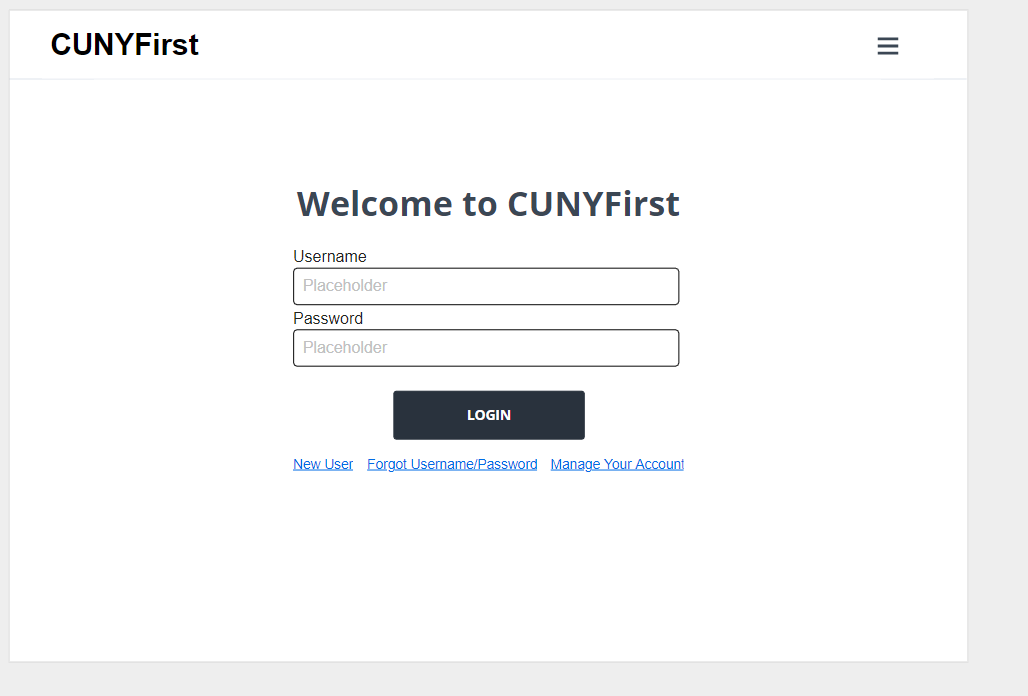 CUNYFirst
Welcome to CUNYFirst
Username
Placeholder
Password
Placeholder
LOGIN
New User Forgot Username/Password Manage Your Account